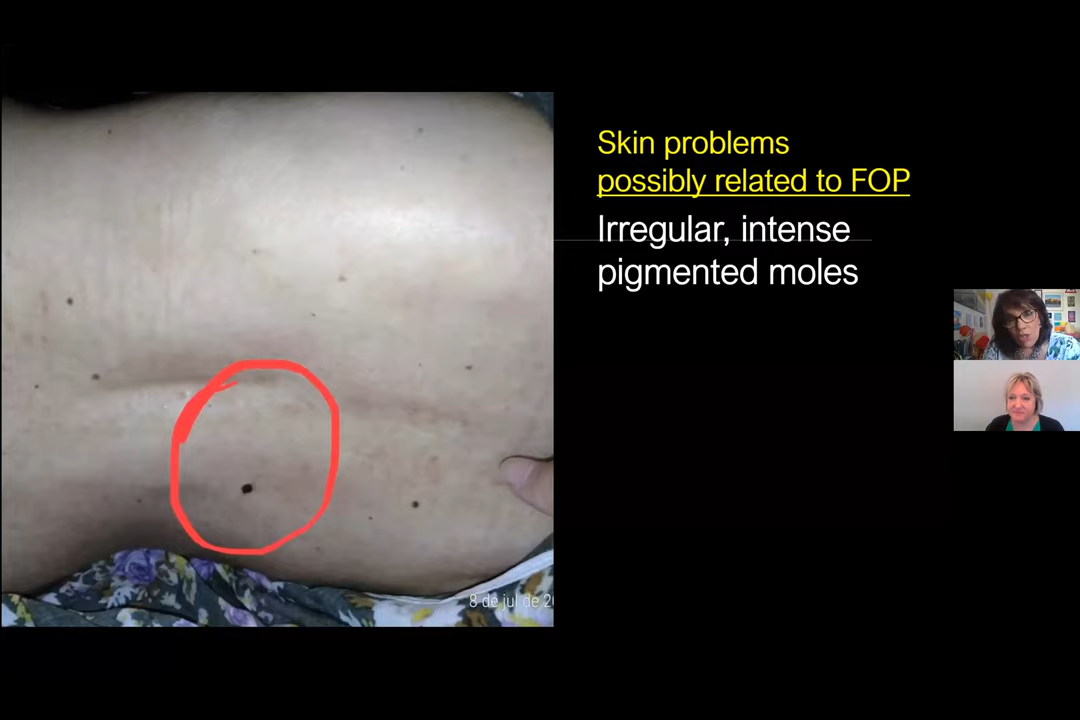 Skin problems
possibly related to FOP
Irregular, intense
pigmented moles
8 de jul de 2